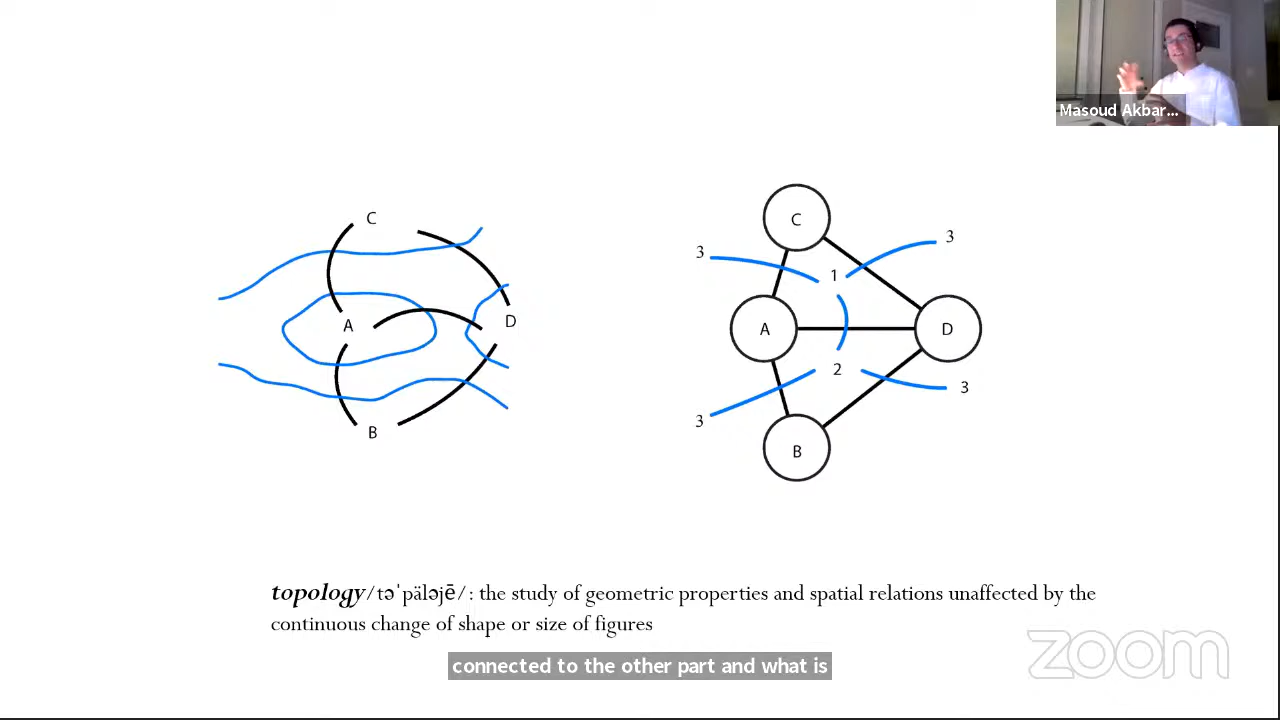 Masoud Akbar...
C
A
D
B
C
3
3
1
A
D
2
3
3
B
topology/təˈpäləjē/: the study of geometric properties and spatial relations unaffected by the
continuous change of shape or size of figures
zoom
connected to the other part and what is